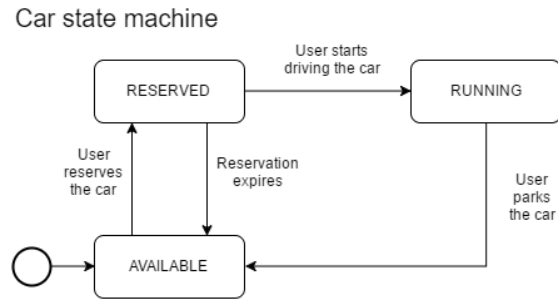 Car state machine
User starts
driving the car
RESERVED
RUNNING
User
reserves
the car
Reservation
expires
User
parks
the car
AVAILABLE